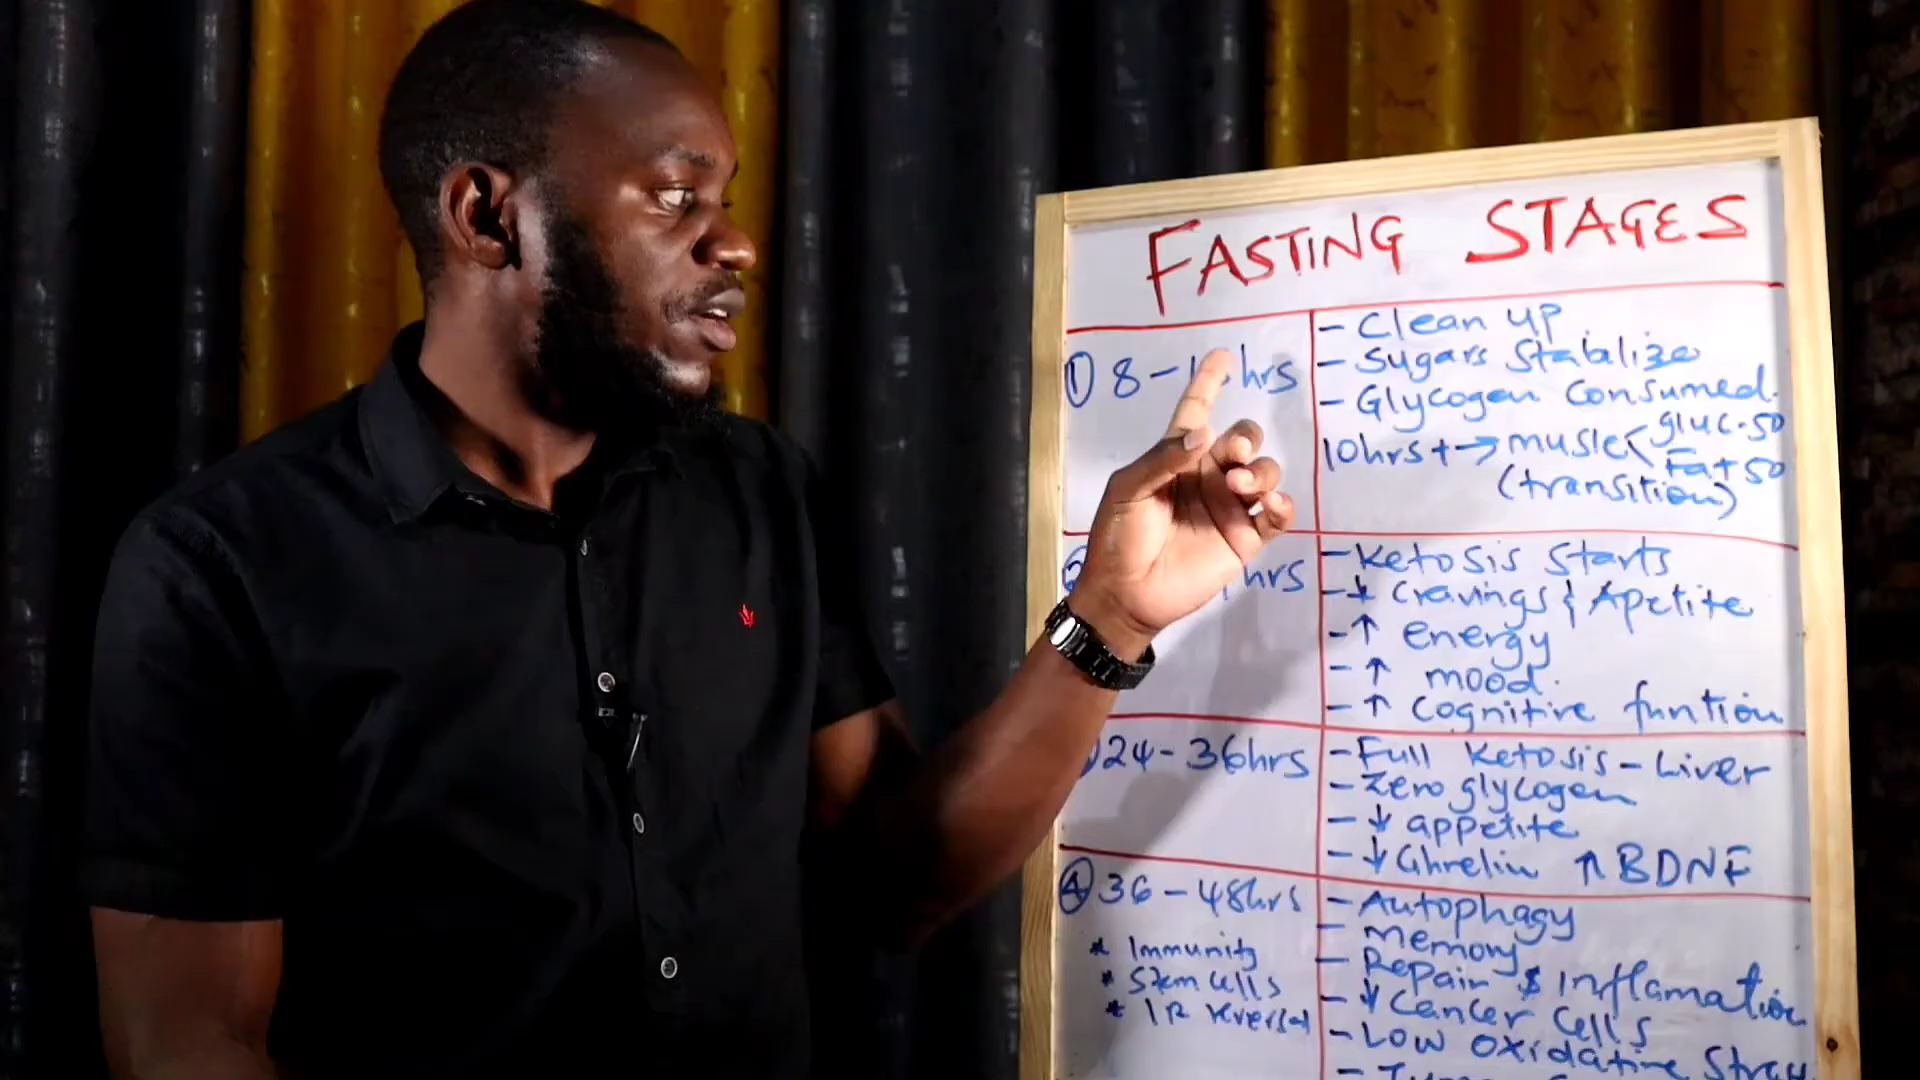 FASTING STAGES
① 8-1 hrs
- Clean up
- Sugars Stabalize
- Glycogen Consumed.
10hrs+ → musle < gluc.50
Fat 50
(transition)
hrs
- Ketosis Starts
- ↓ Cravings & Apetite
- ↑ energy
- ↑ mood.
- ↑ Cognitive funtion
24-36hrs
- Full Ketosis - Liver
- Zero glycogen
- ↓ appetite
- ↓ Ghrelin ↑ BDNF
④ 36-48hrs
* Immunity
* Stem cells
* IR reversal
- Autophagy
- Memory
- Repair $ Inflamation
- ↓ Cancer Cells
- Low Oxidative